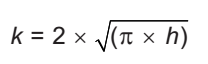 k = 2 × √(π × h)